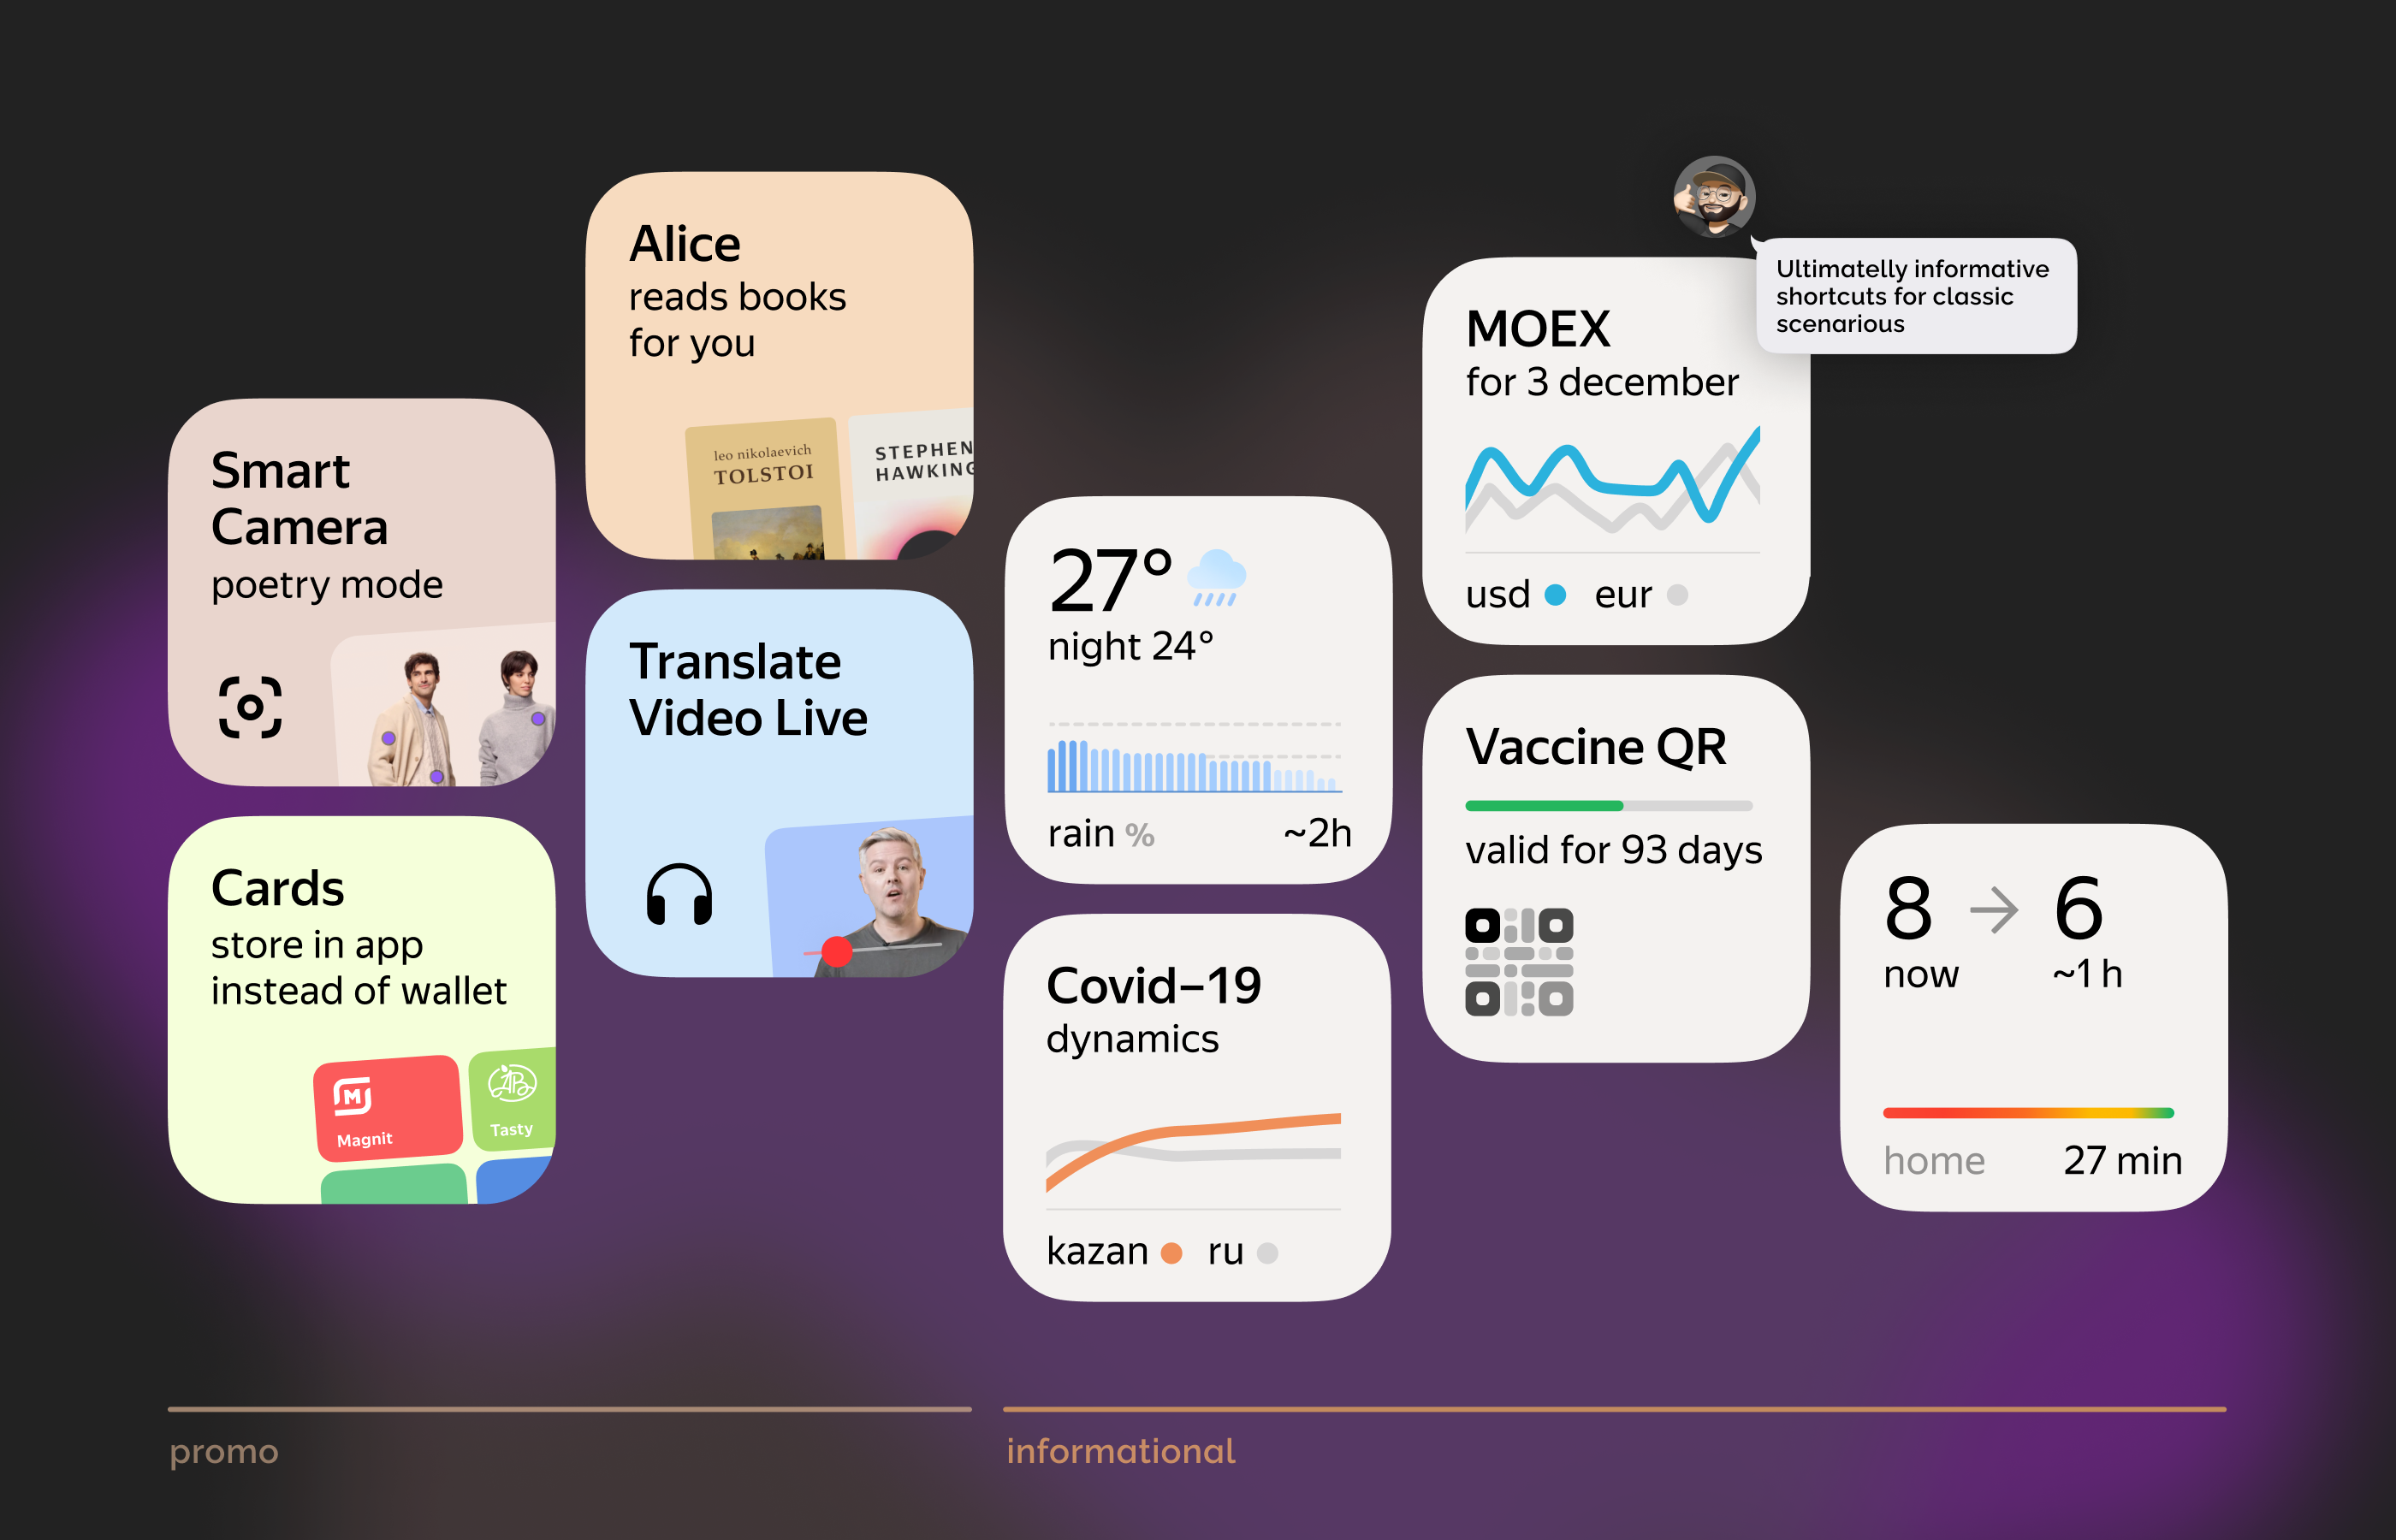 Smart
Camera
poetry mode
Cards
store in app
instead of wallet
Magnit
Tasty
Alice
reads books
for you
leo nikolaevich
TOLSTOI
STEPHEN
HAWKING
Translate
Video Live
27°
night 24°
rain % ~2h
Covid–19
dynamics
kazan ru
Ultimatelly informative
shortcuts for classic
scenarious
MOEX
for 3 december
usd eur
Vaccine QR
valid for 93 days
8 → 6
now ~1 h
home 27 min
promo
informational